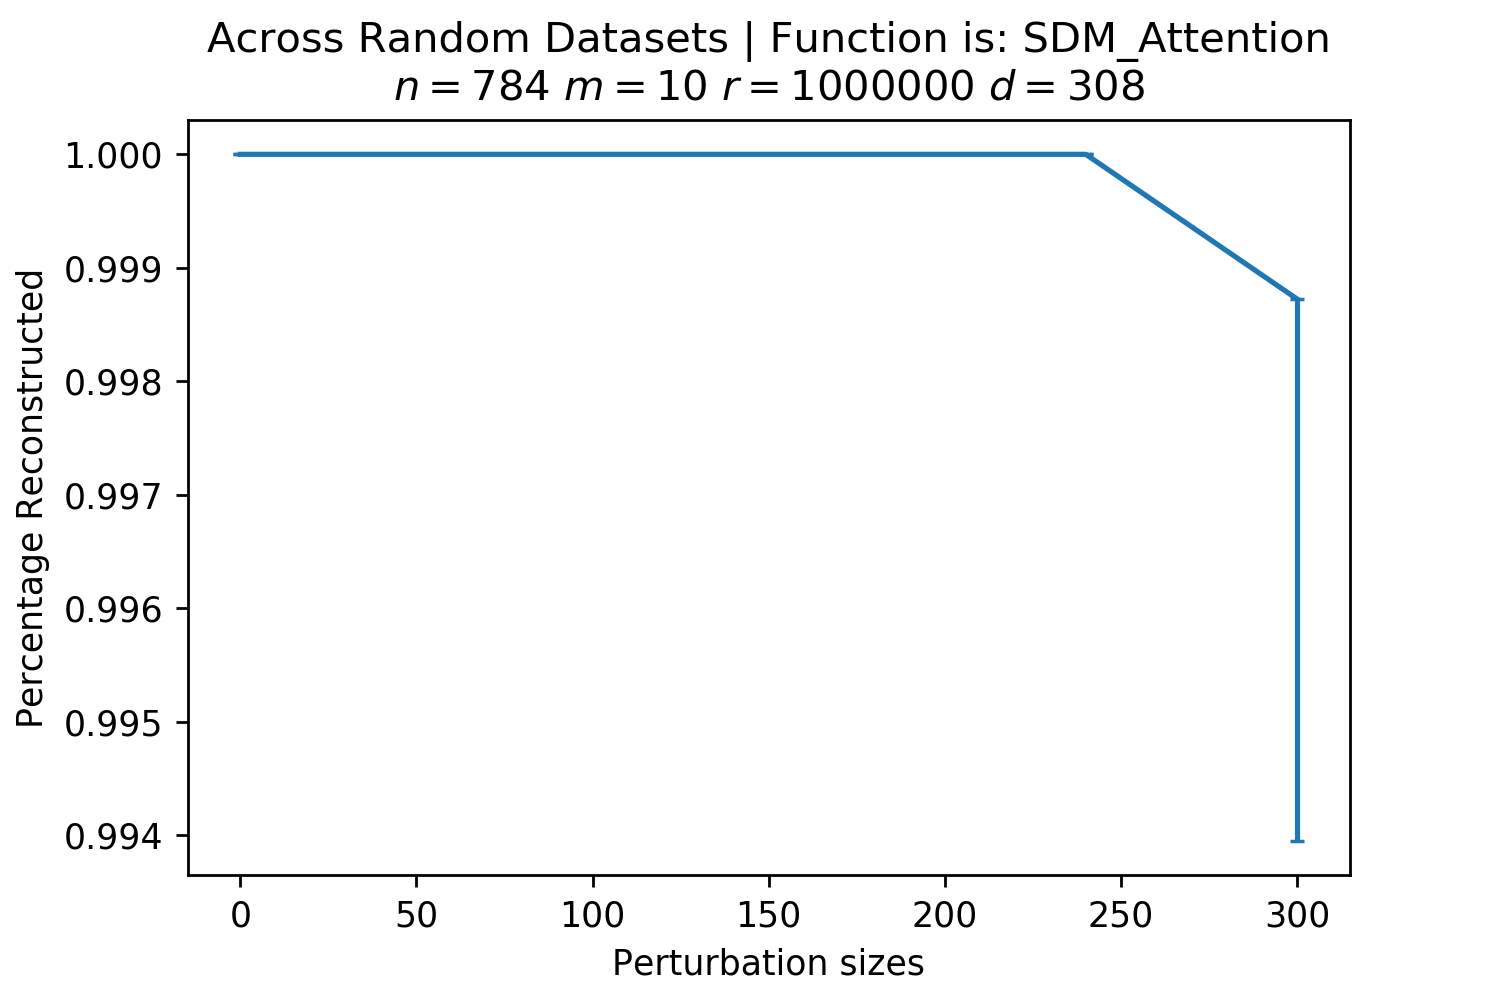 Across Random Datasets | Function is: SDM_Attention
n = 784 m = 10 r = 1000000 d = 308
Percentage Reconstructed
1.000
0.999
0.998
0.997
0.996
0.995
0.994
0 50 100 150 200 250 300
Perturbation sizes